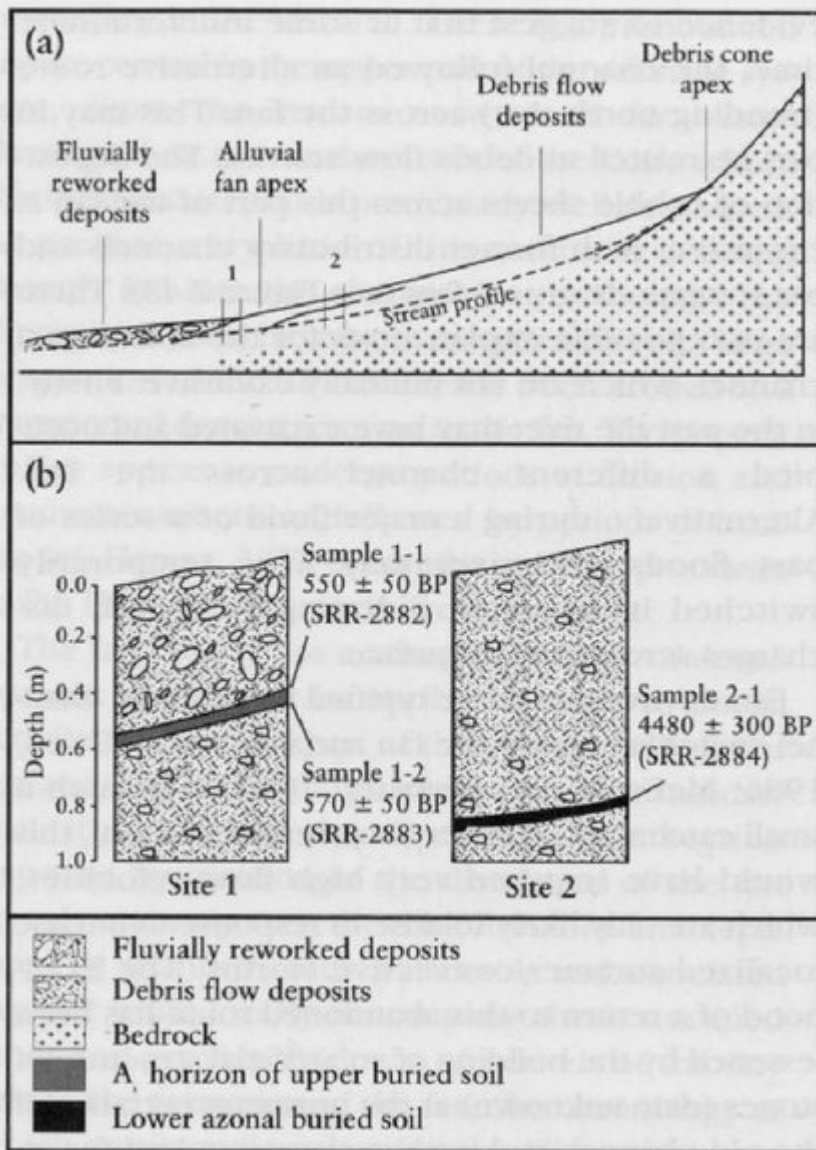 (a)
Debris cone
apex
Debris flow
deposits
Fluvially
reworked
deposits
Alluvial
fan apex
1
2
Stream profile
(b)
Depth (m)
0.0
0.2
0.4
0.6
0.8
1.0
Sample 1-1
550 ± 50 BP
(SRR-2882)
Sample 1-2
570 ± 50 BP
(SRR-2883)
Site 1
Sample 2-1
4480 ± 300 BP
(SRR-2884)
Site 2
Fluvially reworked deposits
Debris flow deposits
Bedrock
A, horizon of upper buried soil
Lower azonal buried soil